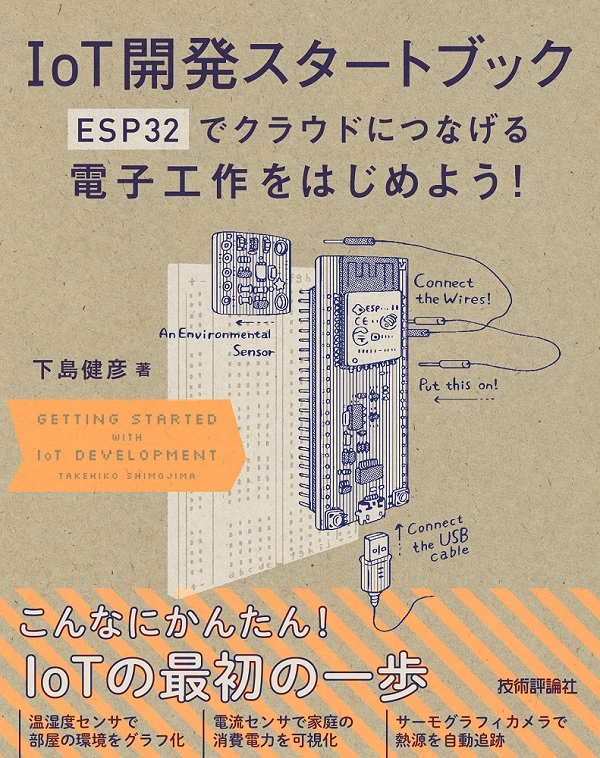 IoT開発スタートブック
ESP32 でクラウドにつなげる
電子工作をはじめよう！
Connect
the Wires!
An Environmental
Sensor
Put this on!
下島健彦 著
GETTING STARTED
WITH
IoT DEVELOPMENT
TAKEHIKO SHIMOJIMA
Connect
the USB
cable
こんなにかんたん！
IoTの最初の一歩
技術評論社
温湿度センサで
部屋の環境をグラフ化
電流センサで家庭の
消費電力を可視化
サーモグラフィカメラで
熱源を自動追跡